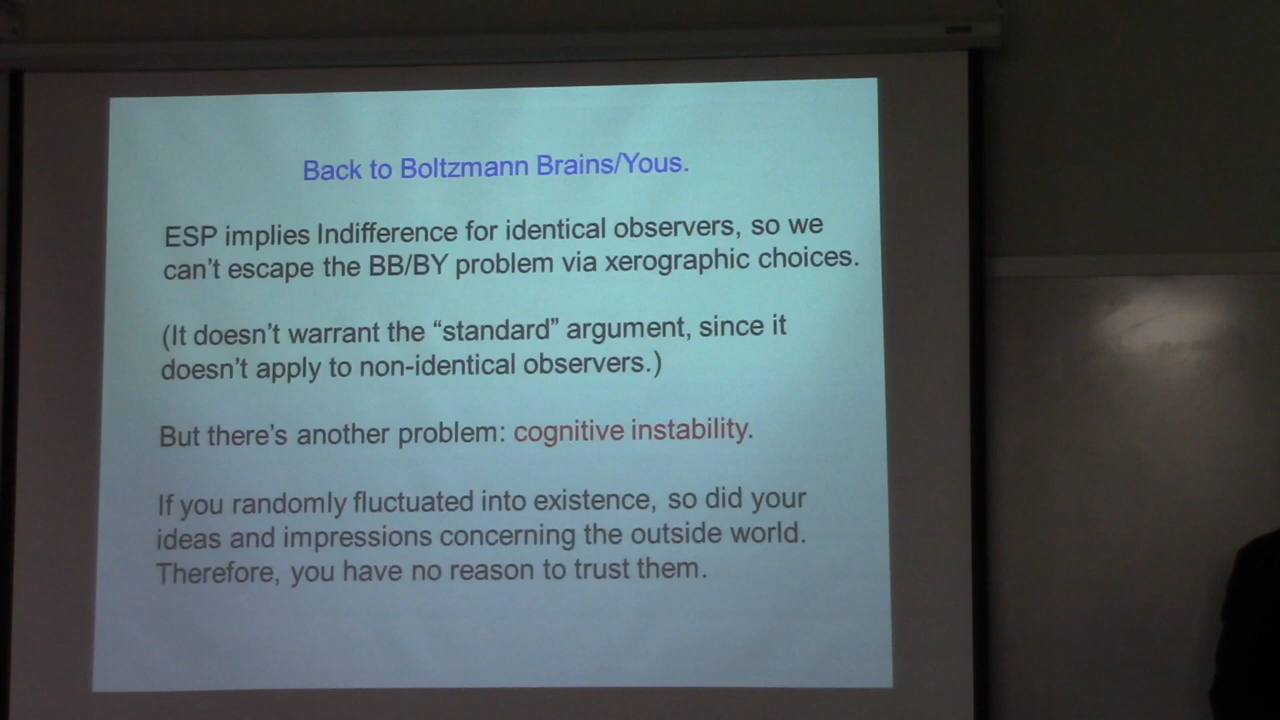 Back to Boltzmann Brains/Yous.
ESP implies Indifference for identical observers, so we
can't escape the BB/BY problem via xerographic choices.
(It doesn't warrant the “standard” argument, since it
doesn't apply to non-identical observers.)
But there's another problem: cognitive instability.
If you randomly fluctuated into existence, so did your
ideas and impressions concerning the outside world.
Therefore, you have no reason to trust them.